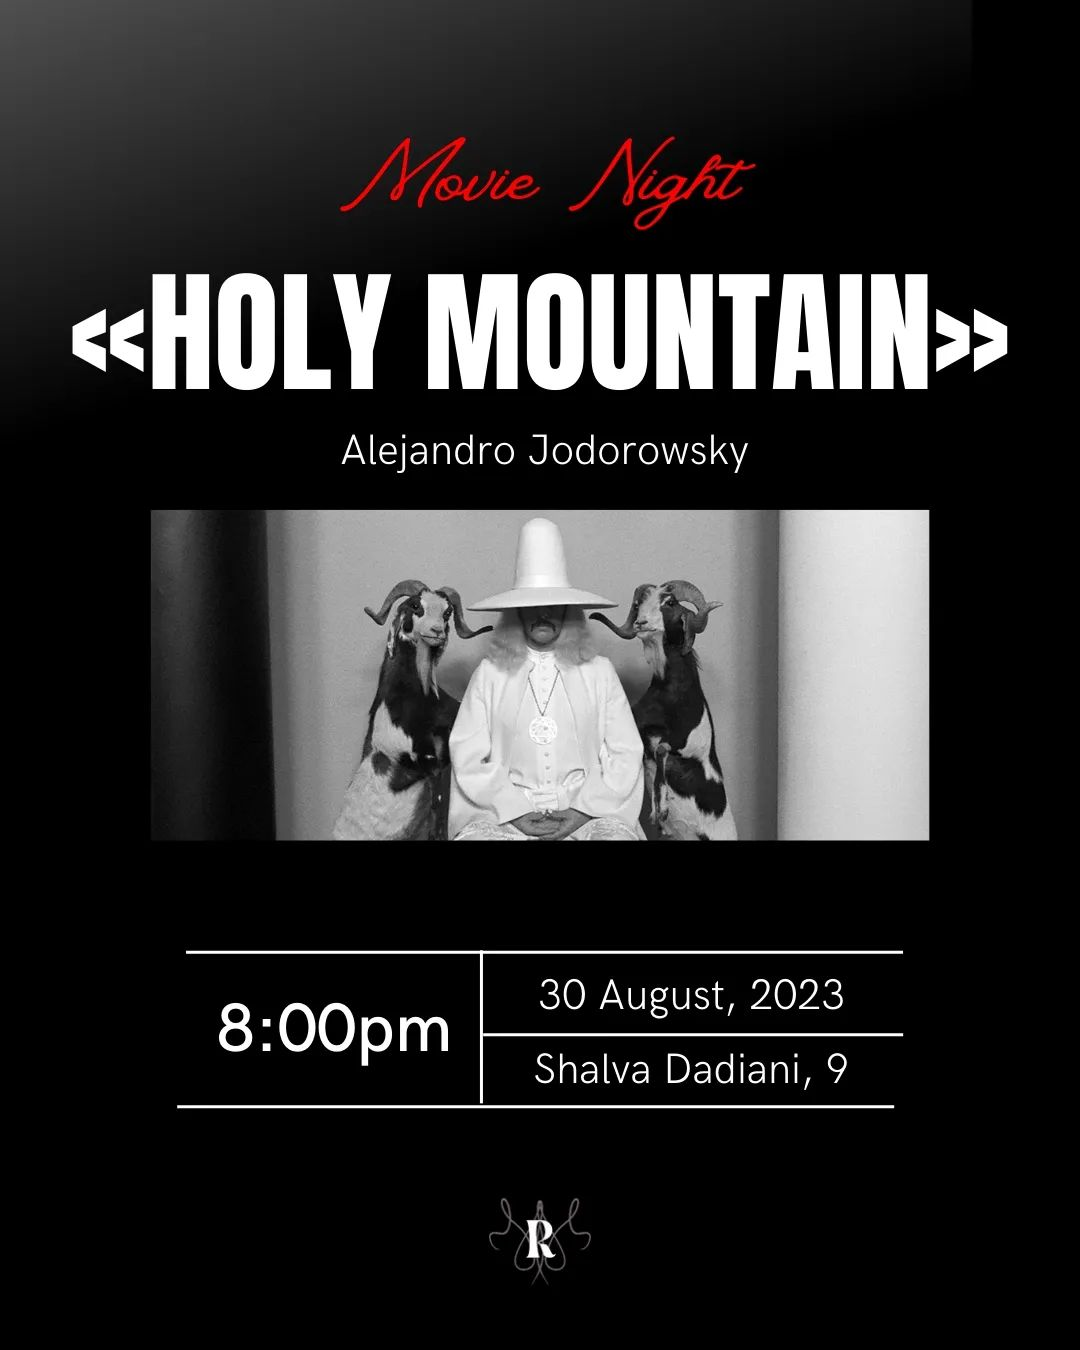 Movie Night
«HOLY MOUNTAIN»
Alejandro Jodorowsky
8:00pm
30 August, 2023
Shalva Dadiani, 9
R